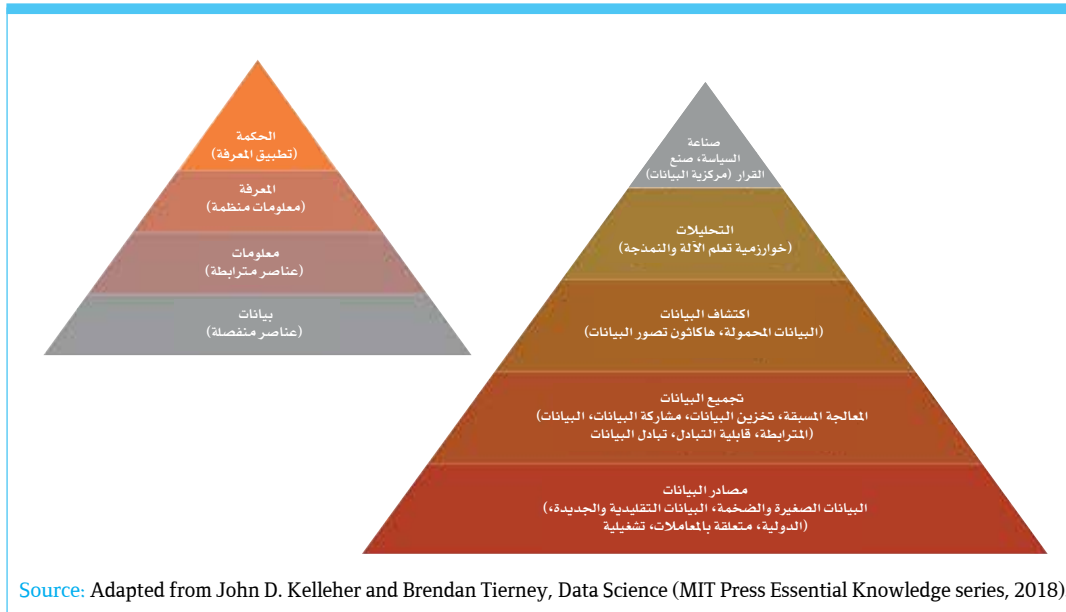 الحكمة
(تطبيق المعرفة)
المعرفة
(معلومات منظمة)
معلومات
(عناصر مترابطة)
بيانات
(عناصر منفصلة)
صناعة
السياسة، صنع
القرار (مركزية البيانات)
التحليلات
(خوارزمية تعلم الآلة والنمذجة)
اكتشاف البيانات
(البيانات المحمولة، هاكاثون تصور البيانات)
تجميع البيانات
المعالجة المسبقة، تخزين البيانات، مشاركة البيانات، البيانات)
(المترابطة، قابلية التبادل، تبادل البيانات
مصادر البيانات
البيانات الصغيرة والضخمة، البيانات التقليدية والجديدة،)
(الدولية، متعلقة بالمعاملات، تشغيلية
Source: Adapted from John D. Kelleher and Brendan Tierney, Data Science (MIT Press Essential Knowledge series, 2018)